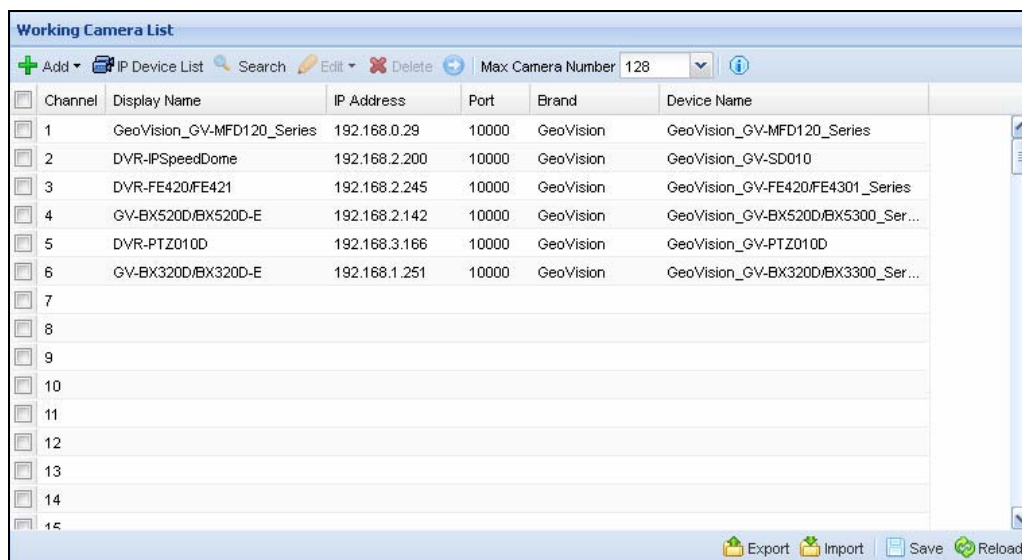 Working Camera List
Add IP Device List Search Edit Delete Max Camera Number 128
Channel Display Name IP Address Port Brand Device Name
1 GeoVision_GV-MFD120_Series 192.168.0.29 10000 GeoVision GeoVision_GV-MFD120_Series
2 DVR-IPSpeedDome 192.168.2.200 10000 GeoVision GeoVision_GV-SD010
3 DVR-FE420/FE421 192.168.2.245 10000 GeoVision GeoVision_GV-FE420/FE4301_Series
4 GV-BX520D/BX520D-E 192.168.2.142 10000 GeoVision GeoVision_GV-BX520D/BX5300_Ser...
5 DVR-PTZ010D 192.168.3.166 10000 GeoVision GeoVision_GV-PTZ010D
6 GV-BX320D/BX320D-E 192.168.1.251 10000 GeoVision GeoVision_GV-BX320D/BX3300_Ser...
7
8
9
10
11
12
13
14
15
Export Import Save Reload